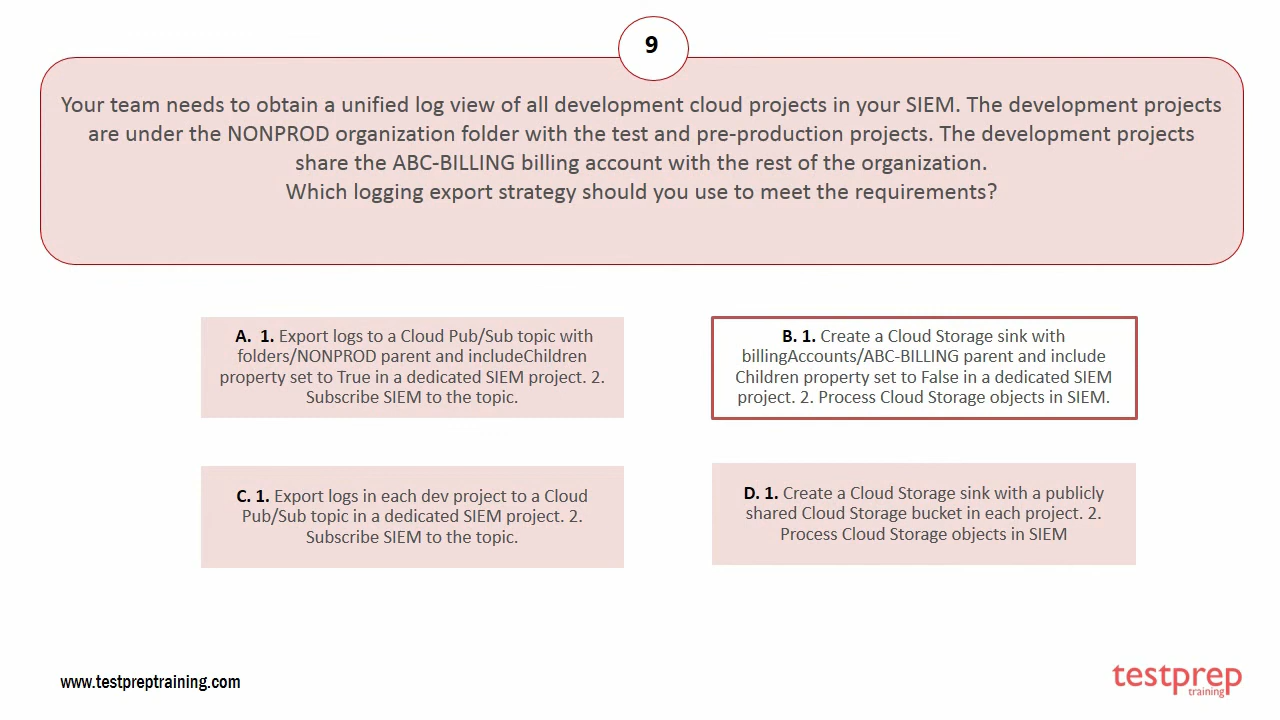 9
Your team needs to obtain a unified log view of all development cloud projects in your SIEM. The development projects
are under the NONPROD organization folder with the test and pre-production projects. The development projects
share the ABC-BILLING billing account with the rest of the organization.
Which logging export strategy should you use to meet the requirements?
A. 1. Export logs to a Cloud Pub/Sub topic with
folders/NONPROD parent and includeChildren
property set to True in a dedicated SIEM project. 2.
Subscribe SIEM to the topic.
B. 1. Create a Cloud Storage sink with
billingAccounts/ABC-BILLING parent and include
Children property set to False in a dedicated SIEM
project. 2. Process Cloud Storage objects in SIEM.
C. 1. Export logs in each dev project to a Cloud
Pub/Sub topic in a dedicated SIEM project. 2.
Subscribe SIEM to the topic.
D. 1. Create a Cloud Storage sink with a publicly
shared Cloud Storage bucket in each project. 2.
Process Cloud Storage objects in SIEM
www.testpreptraining.com
testprep
training